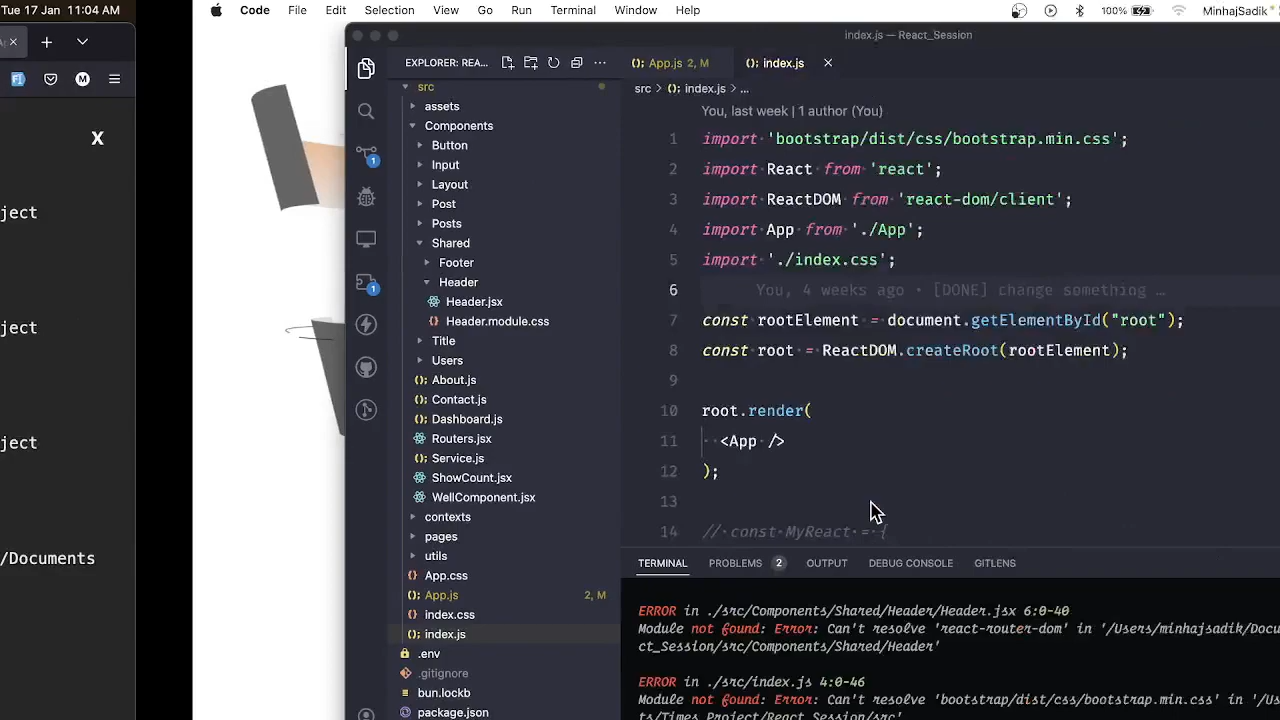 Tue 17 Jan  11:04 AM
Code File Edit Selection View Go Run Terminal Window Help 100% MinhajSadik
index.js — React_Session
EXPLORER: REA...
App.js 2, M
index.js
src
src > index.js > ...
assets
Components
Button
Input
Layout
Post
Posts
Shared
Footer
Header
Header.jsx
Header.module.css
Title
Users
About.js
Contact.js
Dashboard.js
Routers.jsx
Service.js
ShowCount.jsx
WellComponent.jsx
contexts
pages
utils
App.css
App.js 2, M
index.css
index.js
.env
.gitignore
bun.lockb
package.json
You, last week | 1 author (You)
1 import 'bootstrap/dist/css/bootstrap.min.css';
2 import React from 'react';
3 import ReactDOM from 'react-dom/client';
4 import App from './App';
5 import './index.css';
6 You, 4 weeks ago • [DONE] change something …
7 const rootElement = document.getElementById("root");
8 const root = ReactDOM.createRoot(rootElement);
9
10 root.render(
11 <App />
12 );
13
14 // const MyReact = {
TERMINAL PROBLEMS 2 OUTPUT DEBUG CONSOLE GITLENS
ERROR in ./src/Components/Shared/Header/Header.jsx 6:0-40
Module not found: Error: Can't resolve 'react-router-dom' in '/Users/minhajsadik/Docu
ct_Session/src/Components/Shared/Header'
ERROR in ./src/index.js 4:0-46
Module not found: Error: Can't resolve 'bootstrap/dist/css/bootstrap.min.css' in '/Us
ts/Times_Project/React_Session/src'
M
X
ject
ject
ject
/Documents
1
1